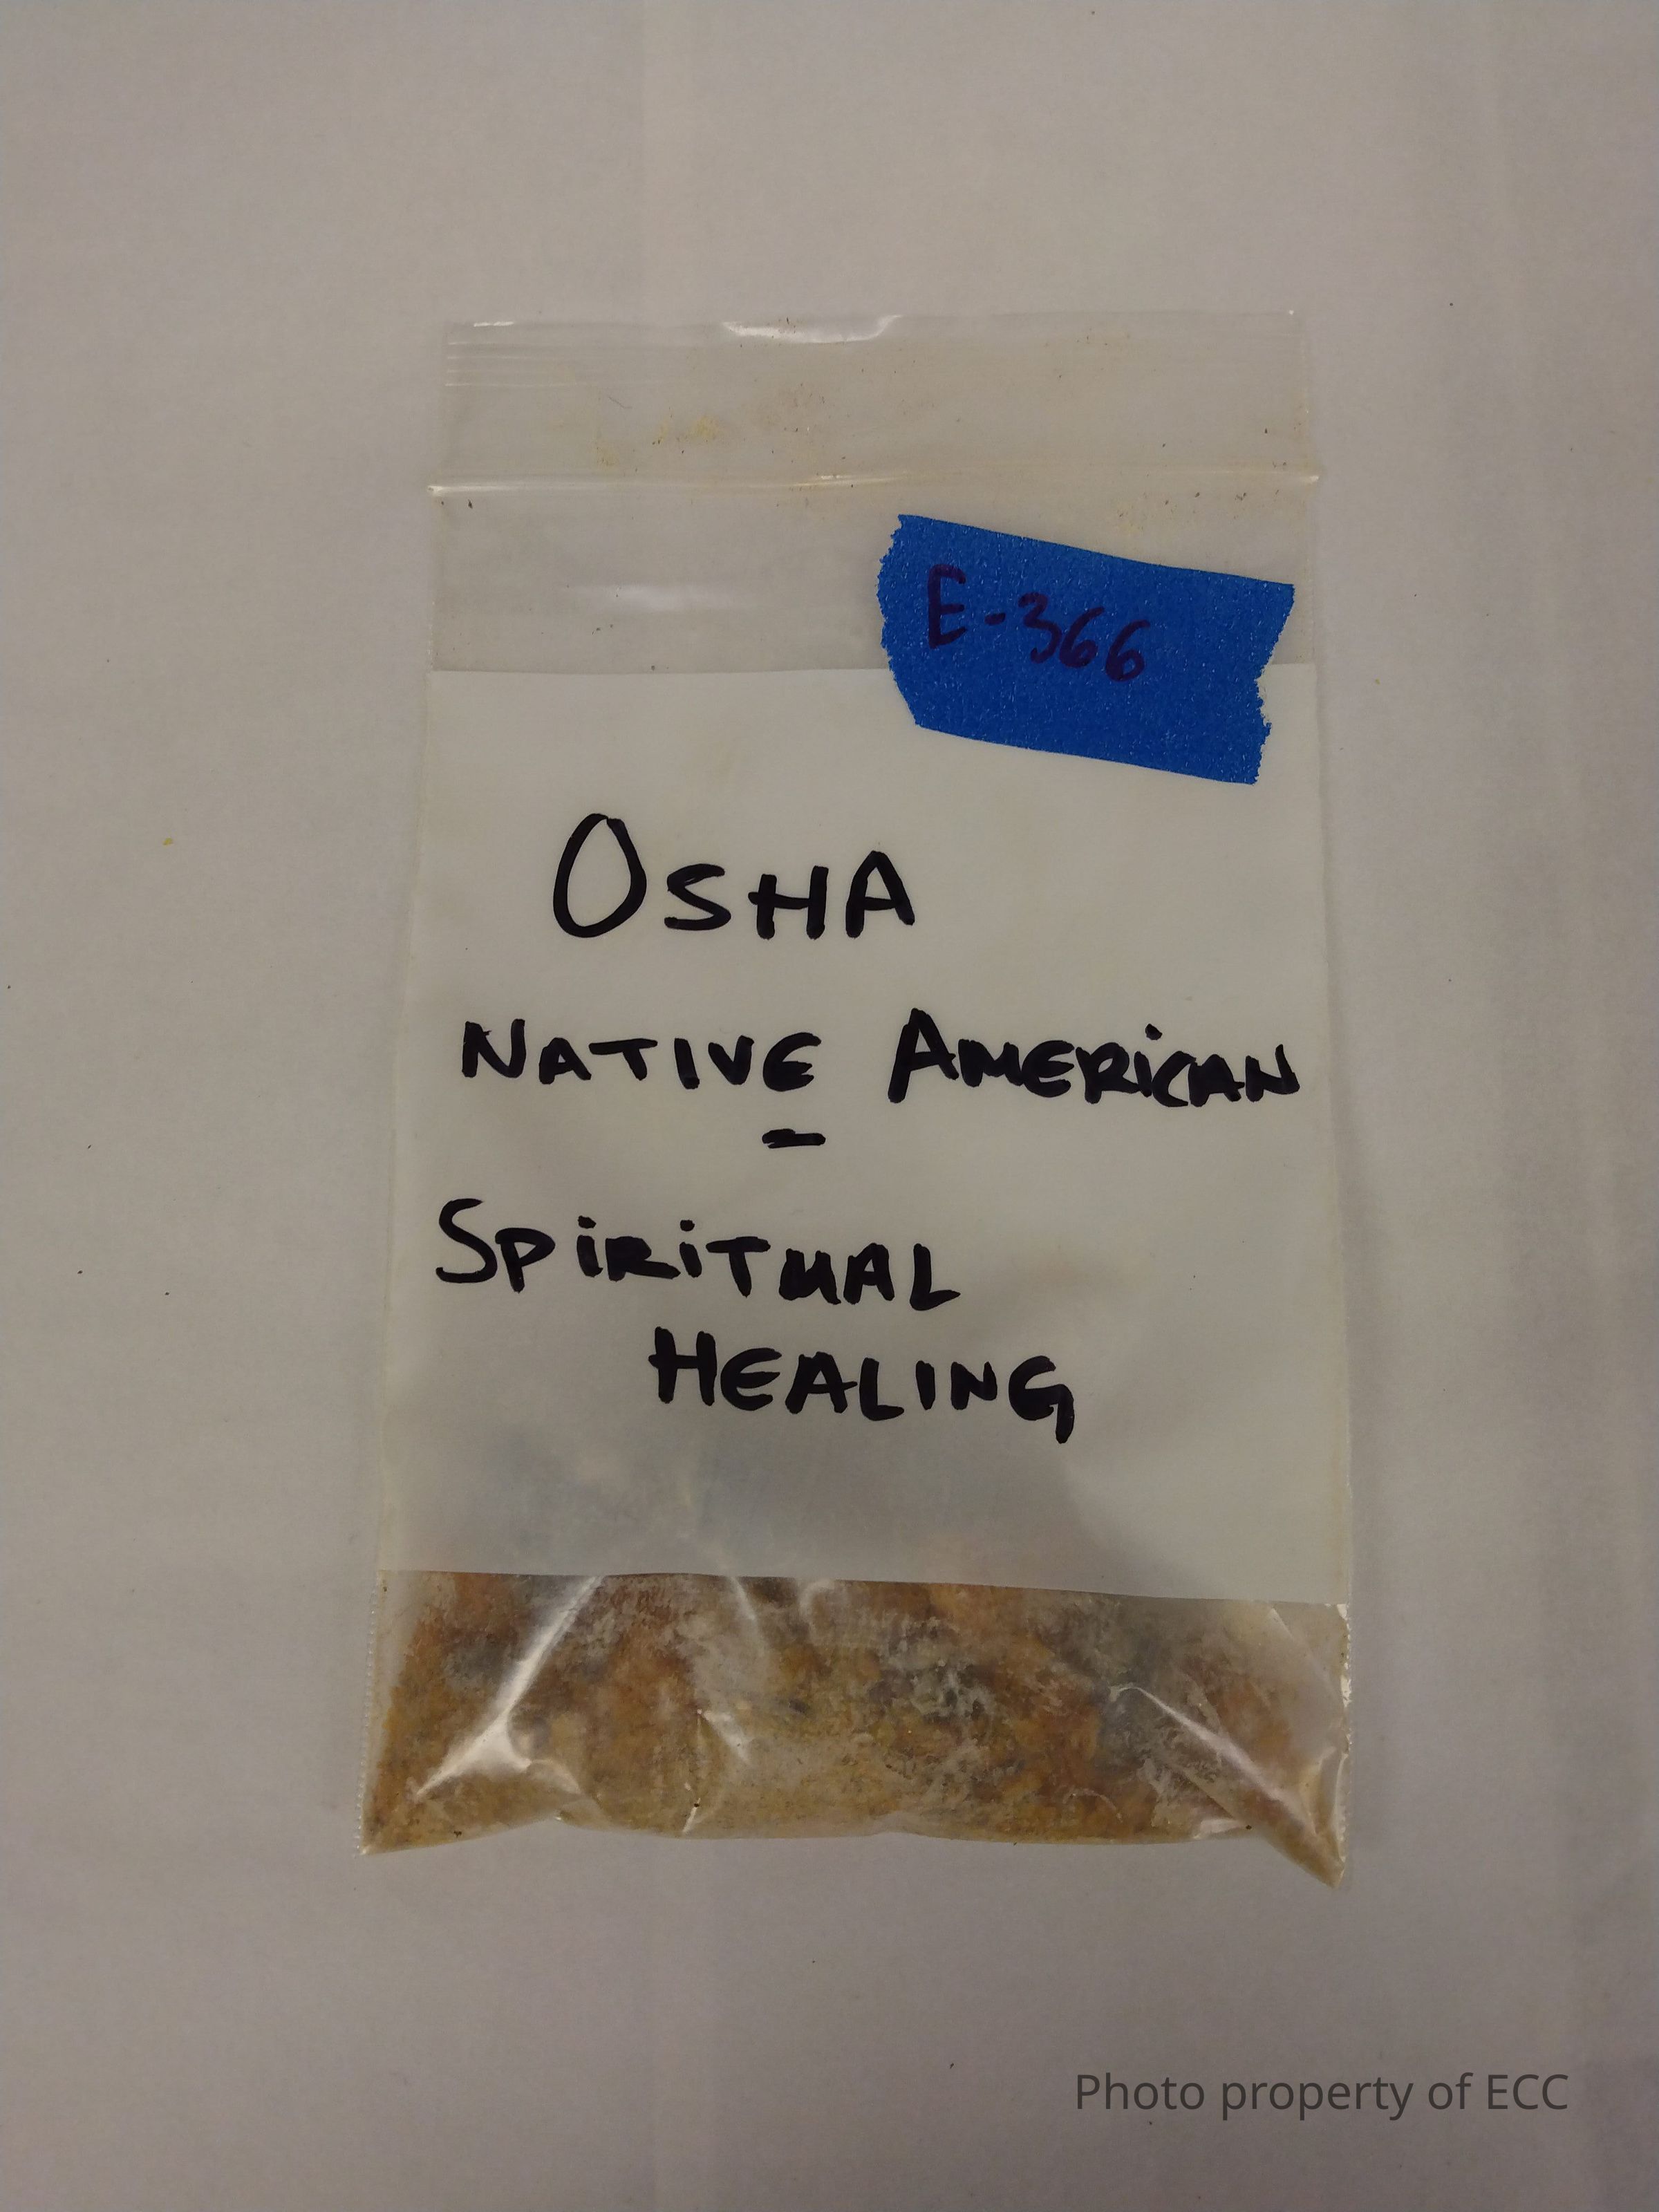 E-366
OSHA
NATIVE AMERICAN
-
SPiRiTUAL
HEALING
Photo property of ECC